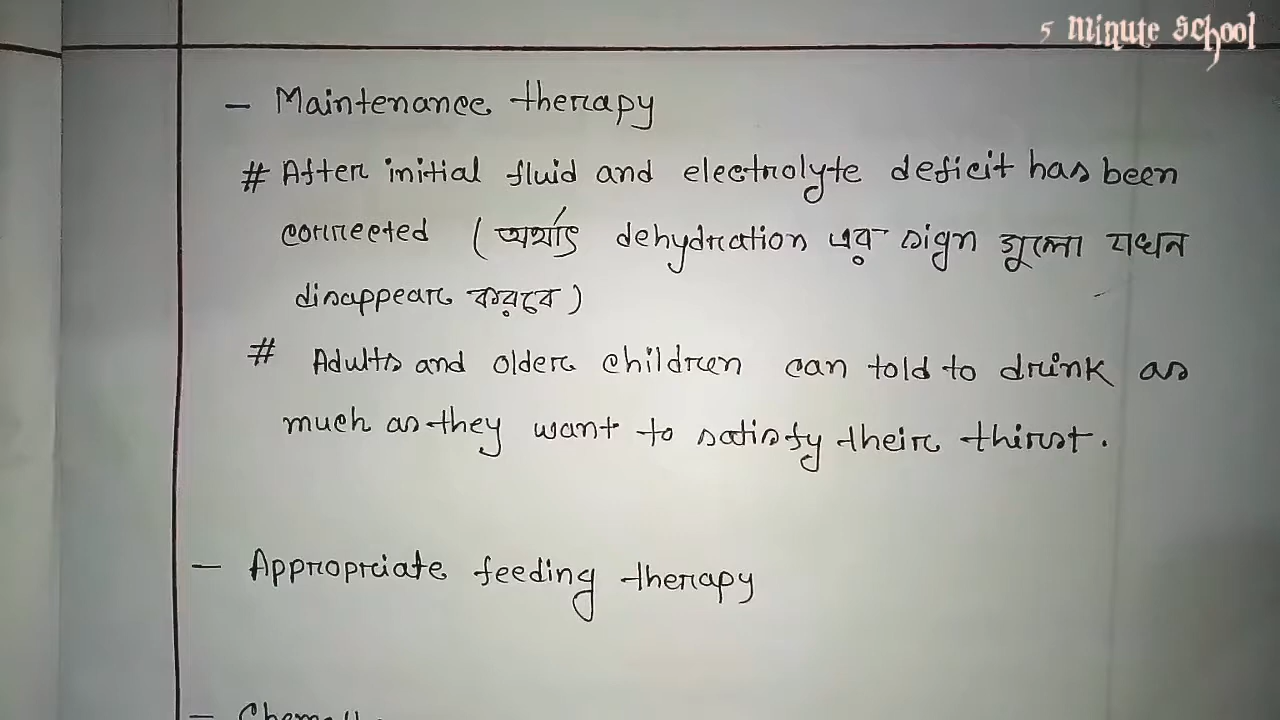 5 Minute School
– Maintenance therapy
# After initial fluid and electrolyte deficit has been
corrected (অর্থাৎ dehydration এর sign গুলো যখন
disappear করবে)
# Adults and older children can told to drink as
much as they want to satisfy their thirst.
– Appropriate feeding therapy